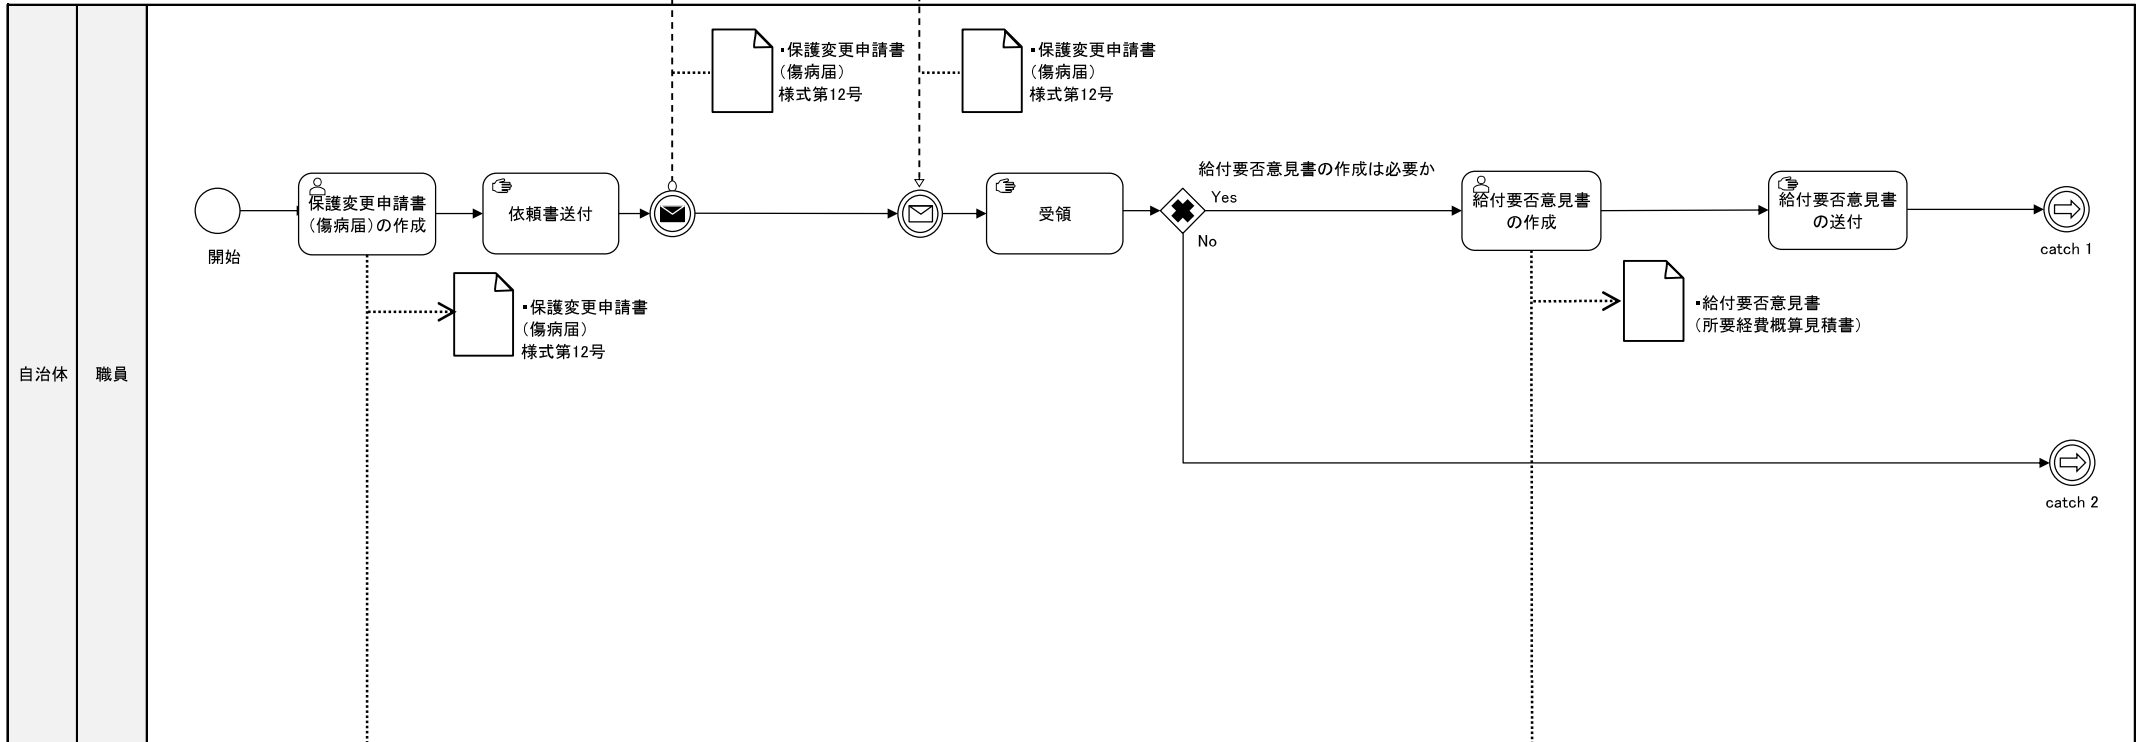 ・保護変更申請書
（傷病届）
様式第12号
・保護変更申請書
（傷病届）
様式第12号
自治体
職員
開始
保護変更申請書
（傷病届）の作成
依頼書送付
受領
給付要否意見書の作成は必要か
Yes
No
給付要否意見書
の作成
給付要否意見書
の送付
catch 1
・保護変更申請書
（傷病届）
様式第12号
・給付要否意見書
（所要経費概算見積書）
catch 2